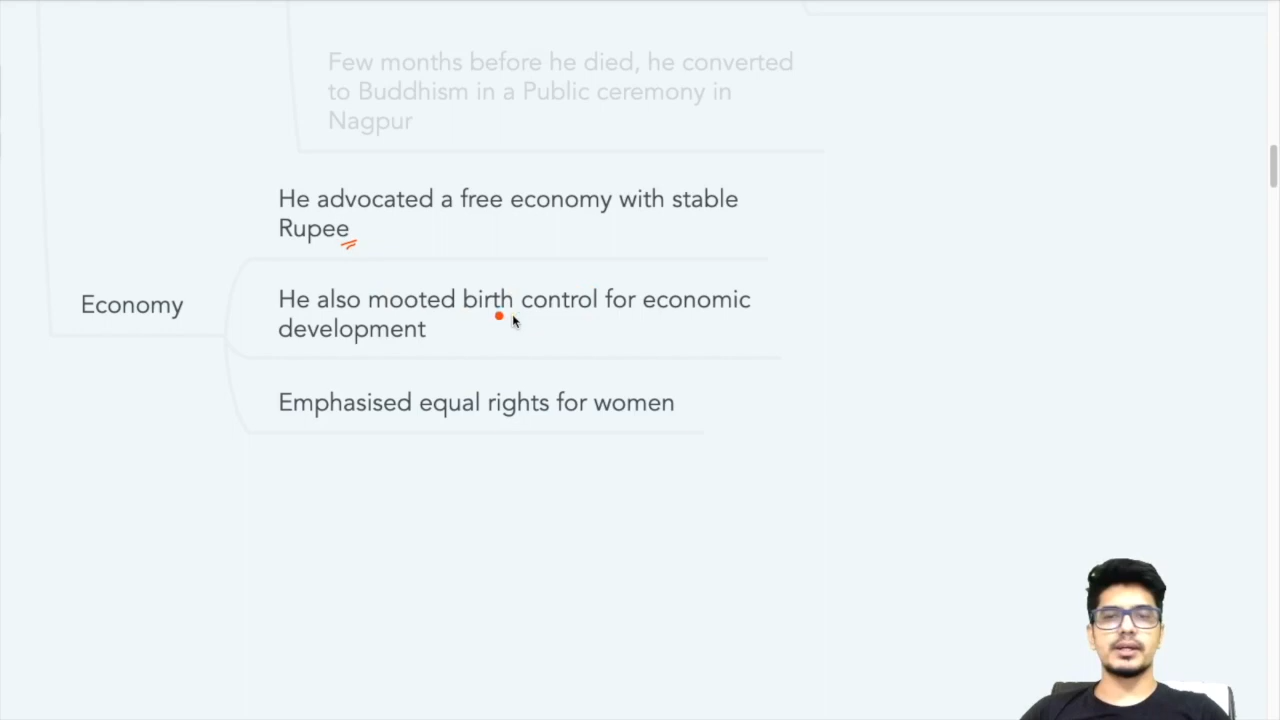 Few months before he died, he converted
to Buddhism in a Public ceremony in
Nagpur
He advocated a free economy with stable
Rupee
Economy
He also mooted birth control for economic
development
Emphasised equal rights for women